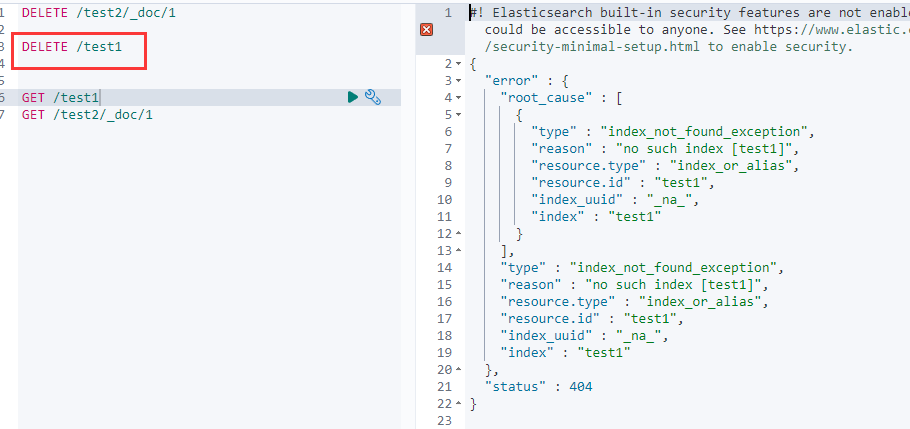 1 DELETE /test2/_doc/1
2
3 DELETE /test1
4
5
6 GET /test1
7 GET /test2/_doc/1
1 #! Elasticsearch built-in security features are not
could be accessible to anyone. See https://www.elastic.
/security-minimal-setup.html to enable security.
2 {
3 "error" : {
4 "root_cause" : [
5 {
6 "type" : "index_not_found_exception",
7 "reason" : "no such index [test1]",
8 "resource.type" : "index_or_alias",
9 "resource.id" : "test1",
10 "index_uuid" : "_na_",
11 "index" : "test1"
12 }
13 ],
14 "type" : "index_not_found_exception",
15 "reason" : "no such index [test1]",
16 "resource.type" : "index_or_alias",
17 "resource.id" : "test1",
18 "index_uuid" : "_na_",
19 "index" : "test1"
20 },
21 "status" : 404
22 }
23